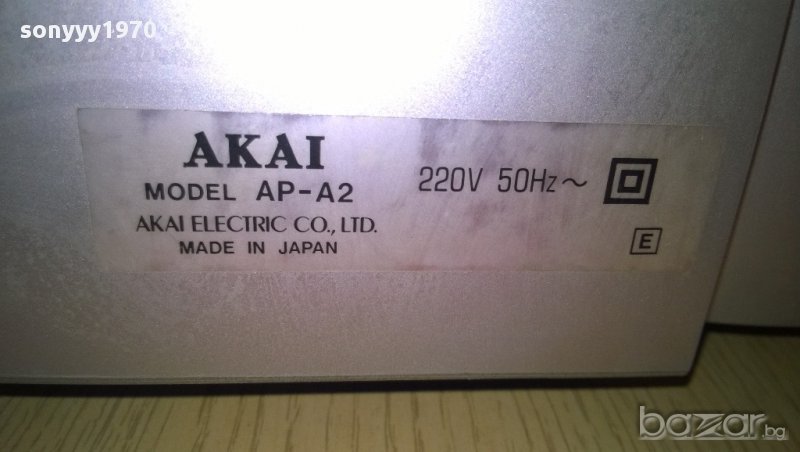 sonyyy1970
AKAI
MODEL AP-A2
220V 50Hz~
AKAI ELECTRIC CO., LTD.
MADE IN JAPAN
E
bazar.bg